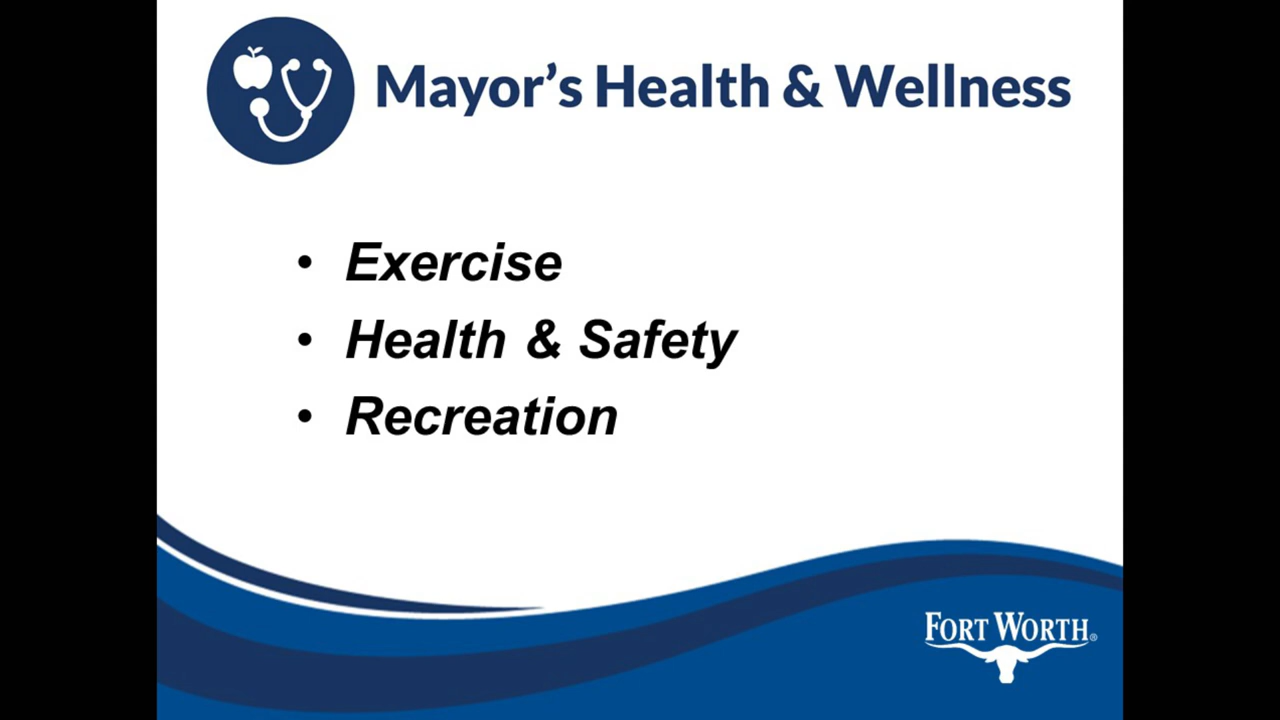 Mayor's Health & Wellness
• Exercise
• Health & Safety
• Recreation
FORT WORTH®